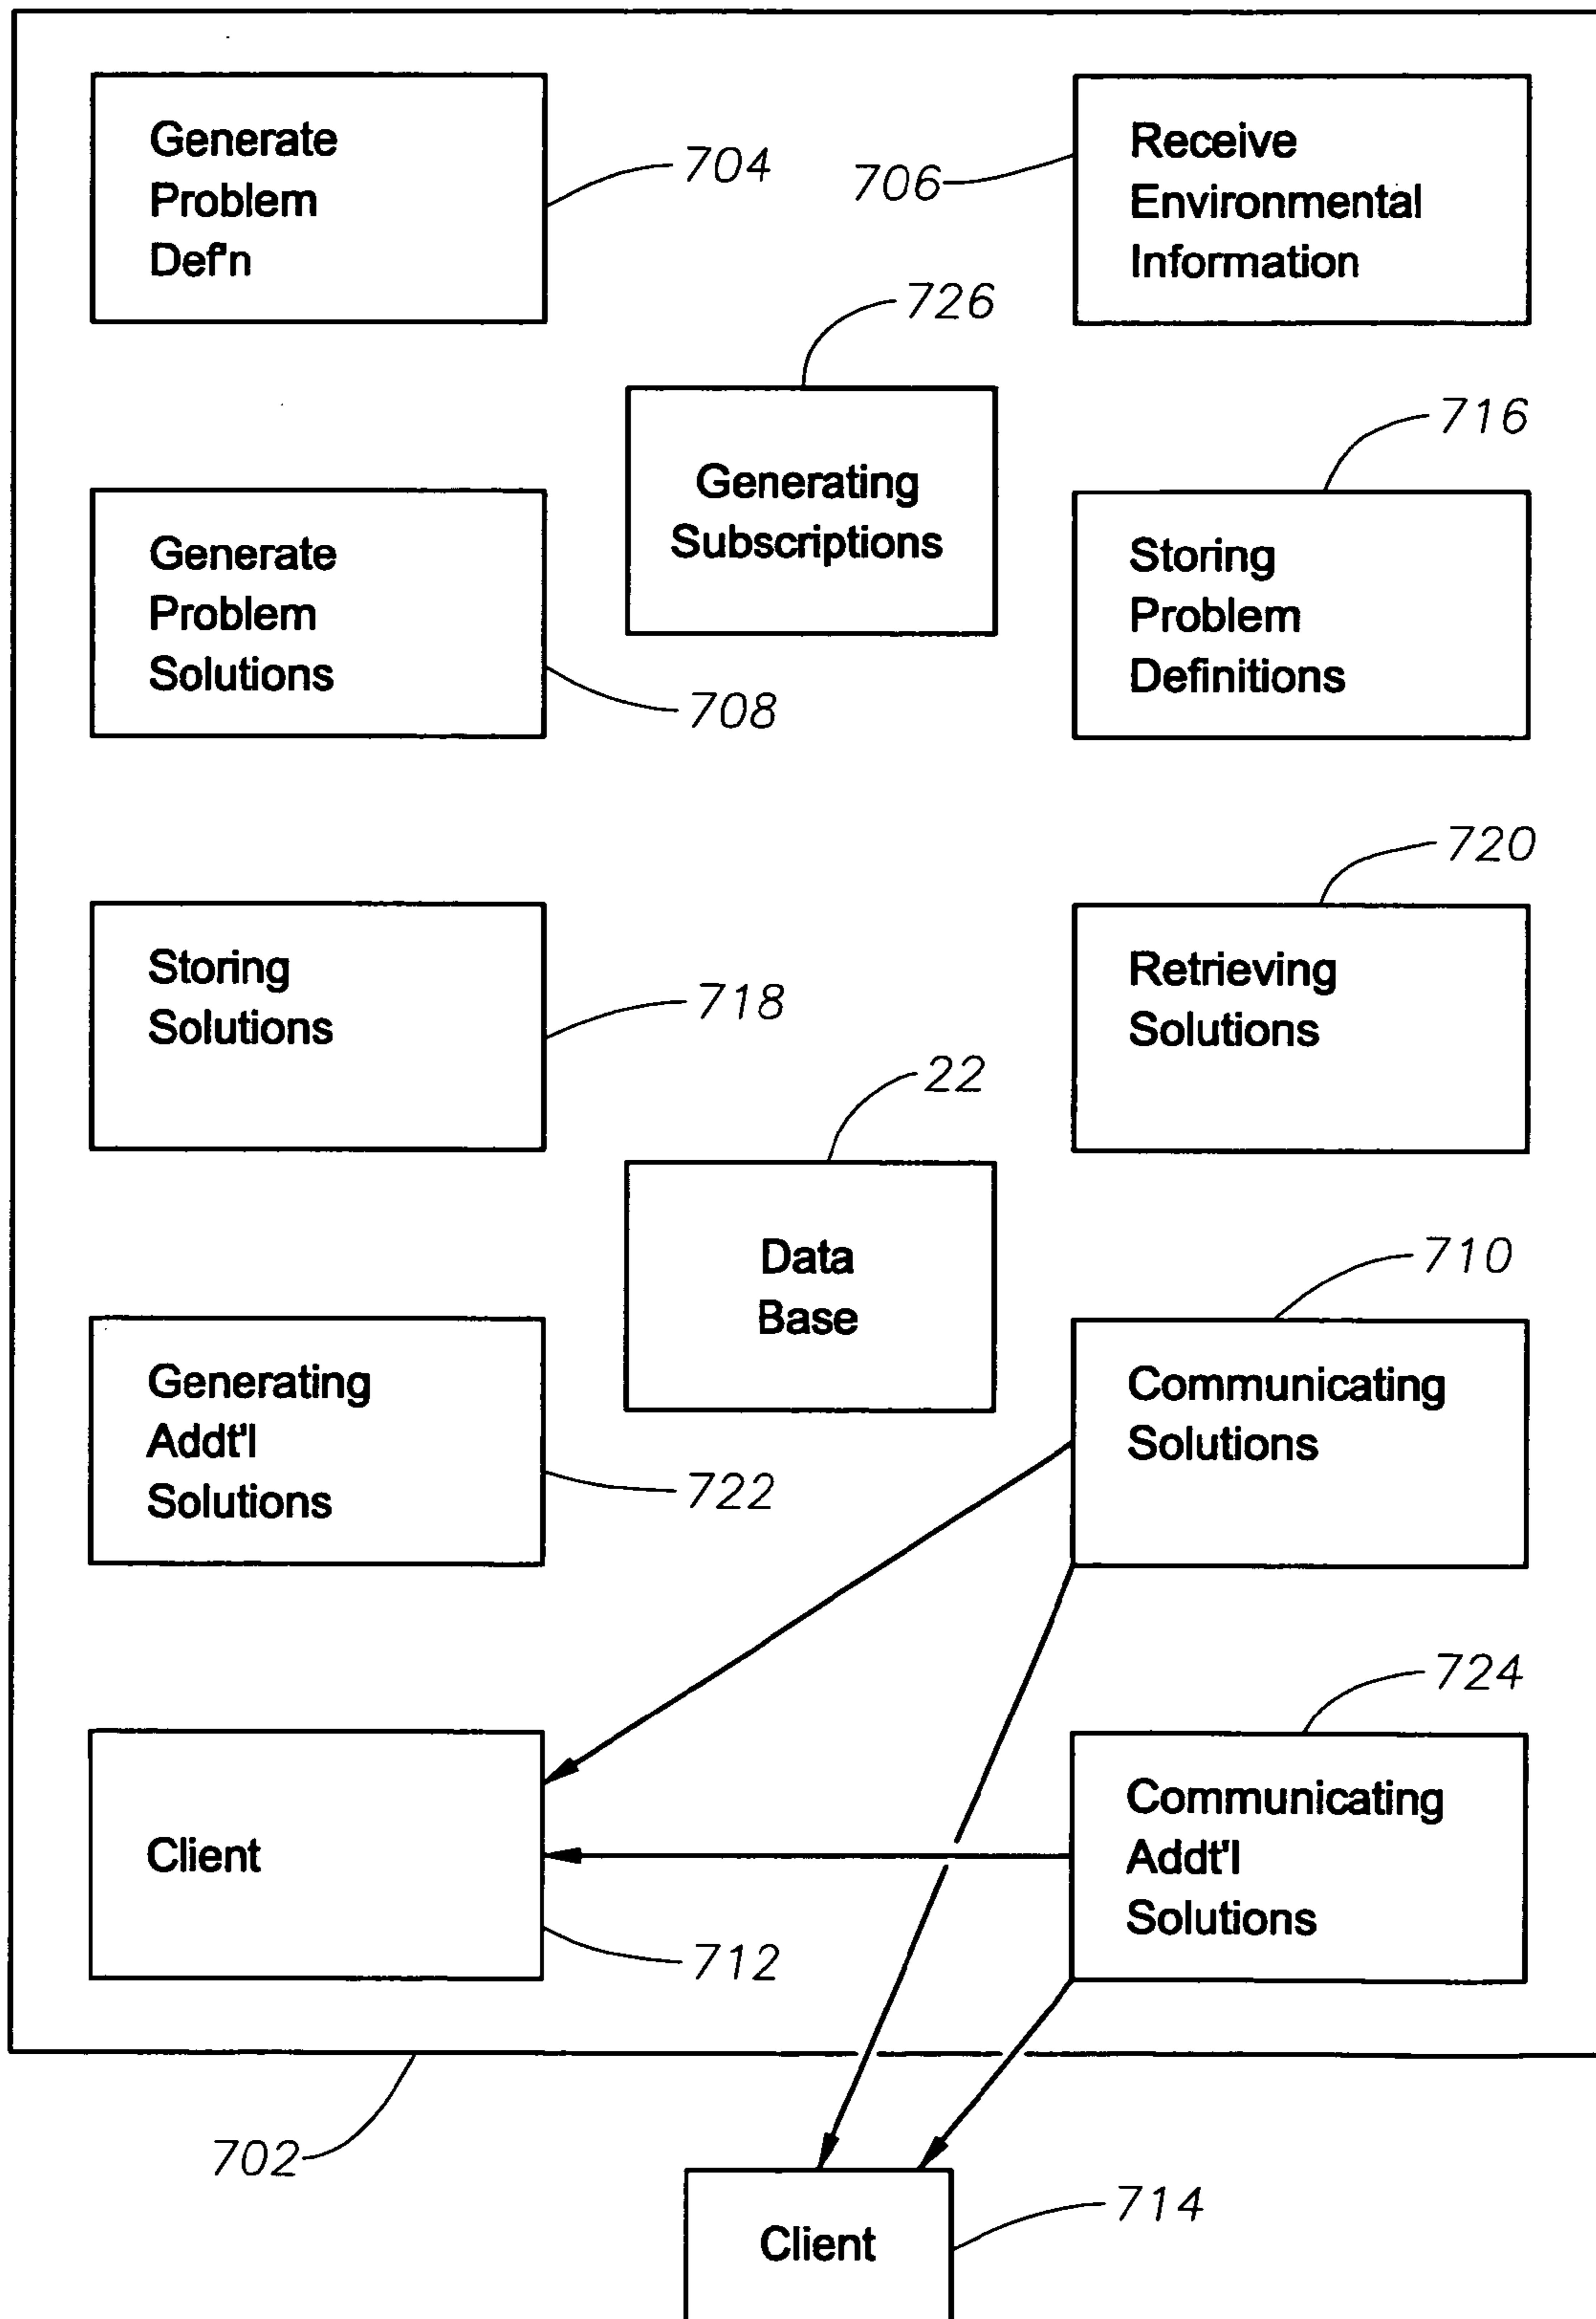 Generate
Problem
Def'n
704
706
Receive
Environmental
Information
726
Generating
Subscriptions
716
Generate
Problem
Solutions
708
Storing
Problem
Definitions
720
Storing
Solutions
718
Retrieving
Solutions
22
Data
Base
710
Generating
Addt'l
Solutions
722
Communicating
Solutions
724
Client
712
Communicating
Addt'l
Solutions
702
714
Client